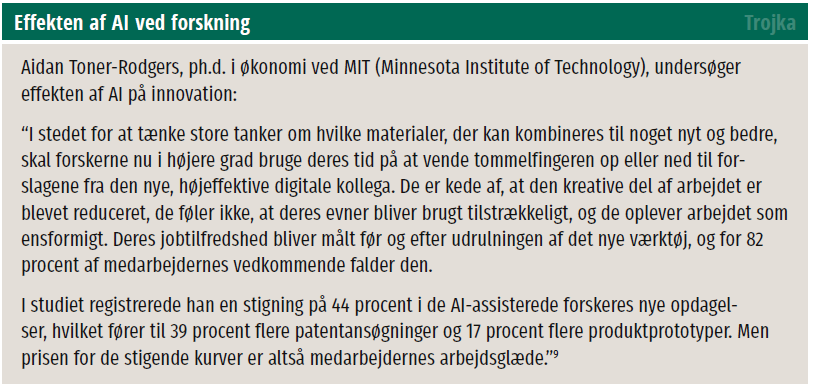 Effekten af AI ved forskning Trojka
Aidan Toner-Rodgers, ph.d. i økonomi ved MIT (Minnesota Institute of Technology), undersøger
effekten af AI på innovation:
“I stedet for at tænke store tanker om hvilke materialer, der kan kombineres til noget nyt og bedre,
skal forskerne nu i højere grad bruge deres tid på at vende tommelfingeren op eller ned til for-
slagene fra den nye, højeffektive digitale kollega. De er kede af, at den kreative del af arbejdet er
blevet reduceret, de føler ikke, at deres evner bliver brugt tilstrækkeligt, og de oplever arbejdet som
ensformigt. Deres jobtilfredshed bliver målt før og efter udrulningen af det nye værktøj, og for 82
procent af medarbejdernes vedkommende falder den.
I studiet registrerede han en stigning på 44 procent i de AI-assisterede forskeres nye opdagel-
ser, hvilket fører til 39 procent flere patentansøgninger og 17 procent flere produktprototyper. Men
prisen for de stigende kurver er altså medarbejdernes arbejdsglæde.”⁹